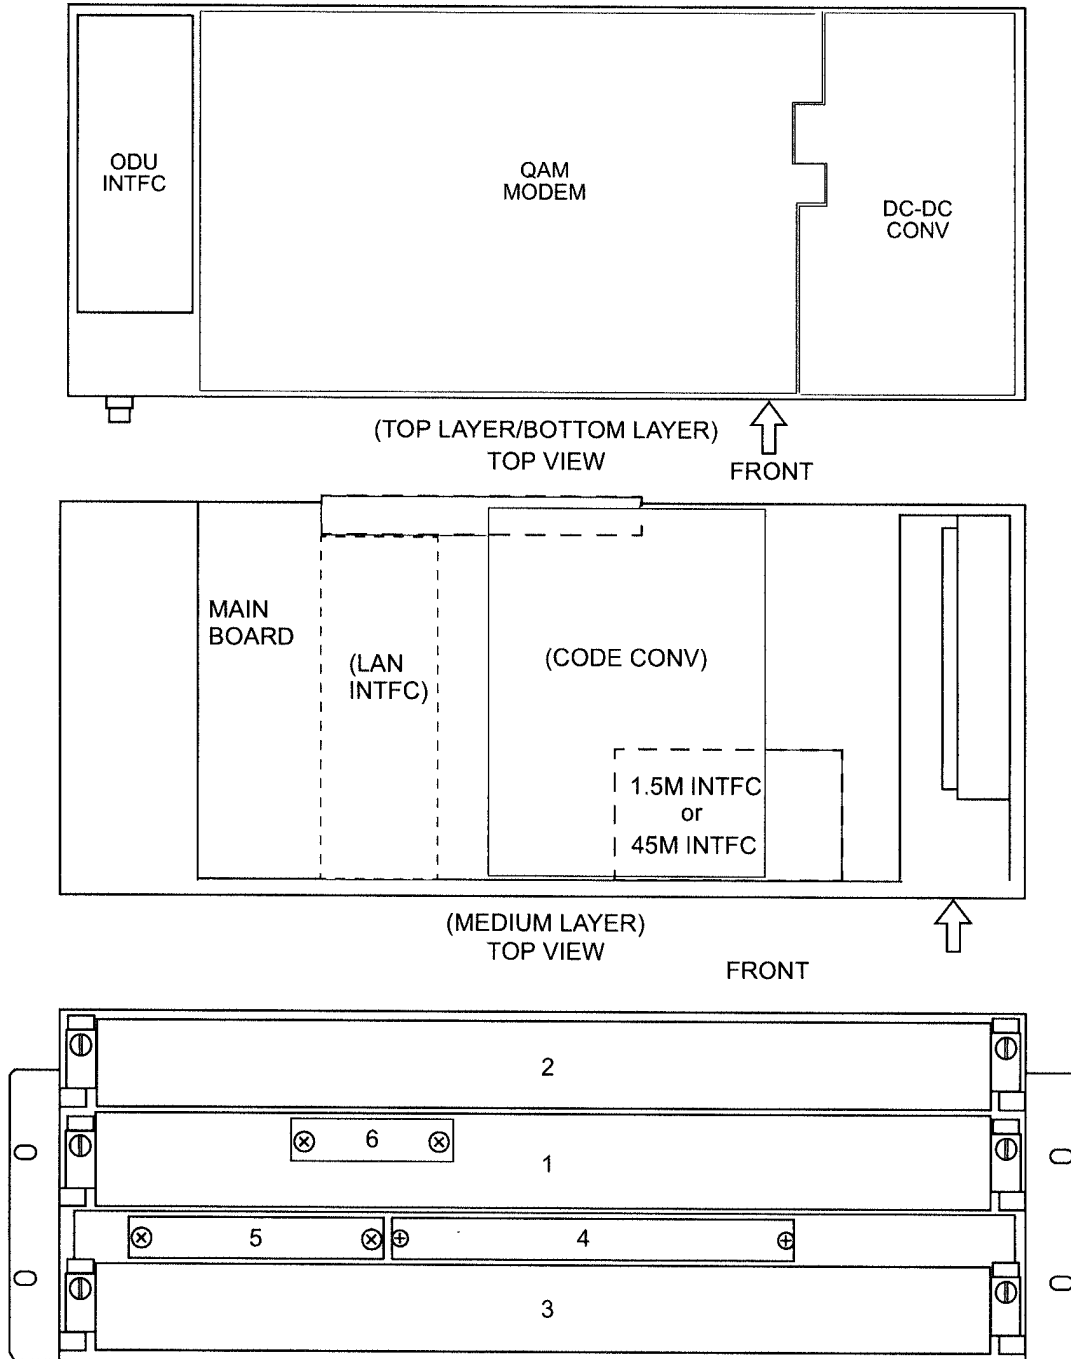 ODU
INTFC
QAM
MODEM
DC-DC
CONV
(TOP LAYER/BOTTOM LAYER)
TOP VIEW
FRONT
MAIN
BOARD
(LAN
INTFC)
(CODE CONV)
1.5M INTFC
or
45M INTFC
(MEDIUM LAYER)
TOP VIEW
FRONT
2
6
1
5
4
3